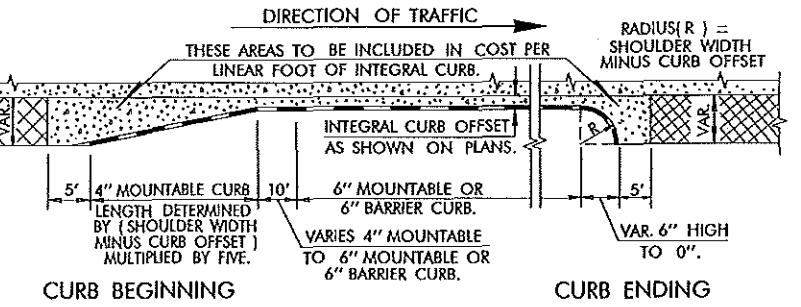 DIRECTION OF TRAFFIC
THESE AREAS TO BE INCLUDED IN COST PER
LINEAR FOOT OF INTEGRAL CURB.
RADIUS(R) =
SHOULDER WIDTH
MINUS CURB OFFSET
VAR.
INTEGRAL CURB OFFSET
AS SHOWN ON PLANS.
R
VAR.
5'
4" MOUNTABLE CURB
LENGTH DETERMINED
BY (SHOULDER WIDTH
MINUS CURB OFFSET)
MULTIPLIED BY FIVE.
10'
6" MOUNTABLE OR
6" BARRIER CURB.
VARIES 4" MOUNTABLE
TO 6" MOUNTABLE OR
6" BARRIER CURB.
5'
VAR. 6" HIGH
TO 0".
CURB BEGINNING
CURB ENDING